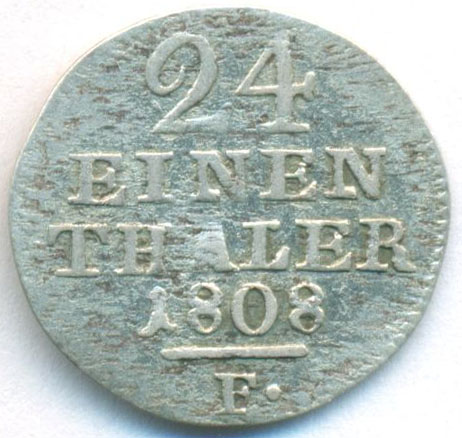 24
EINEN
THALER
1808
F.